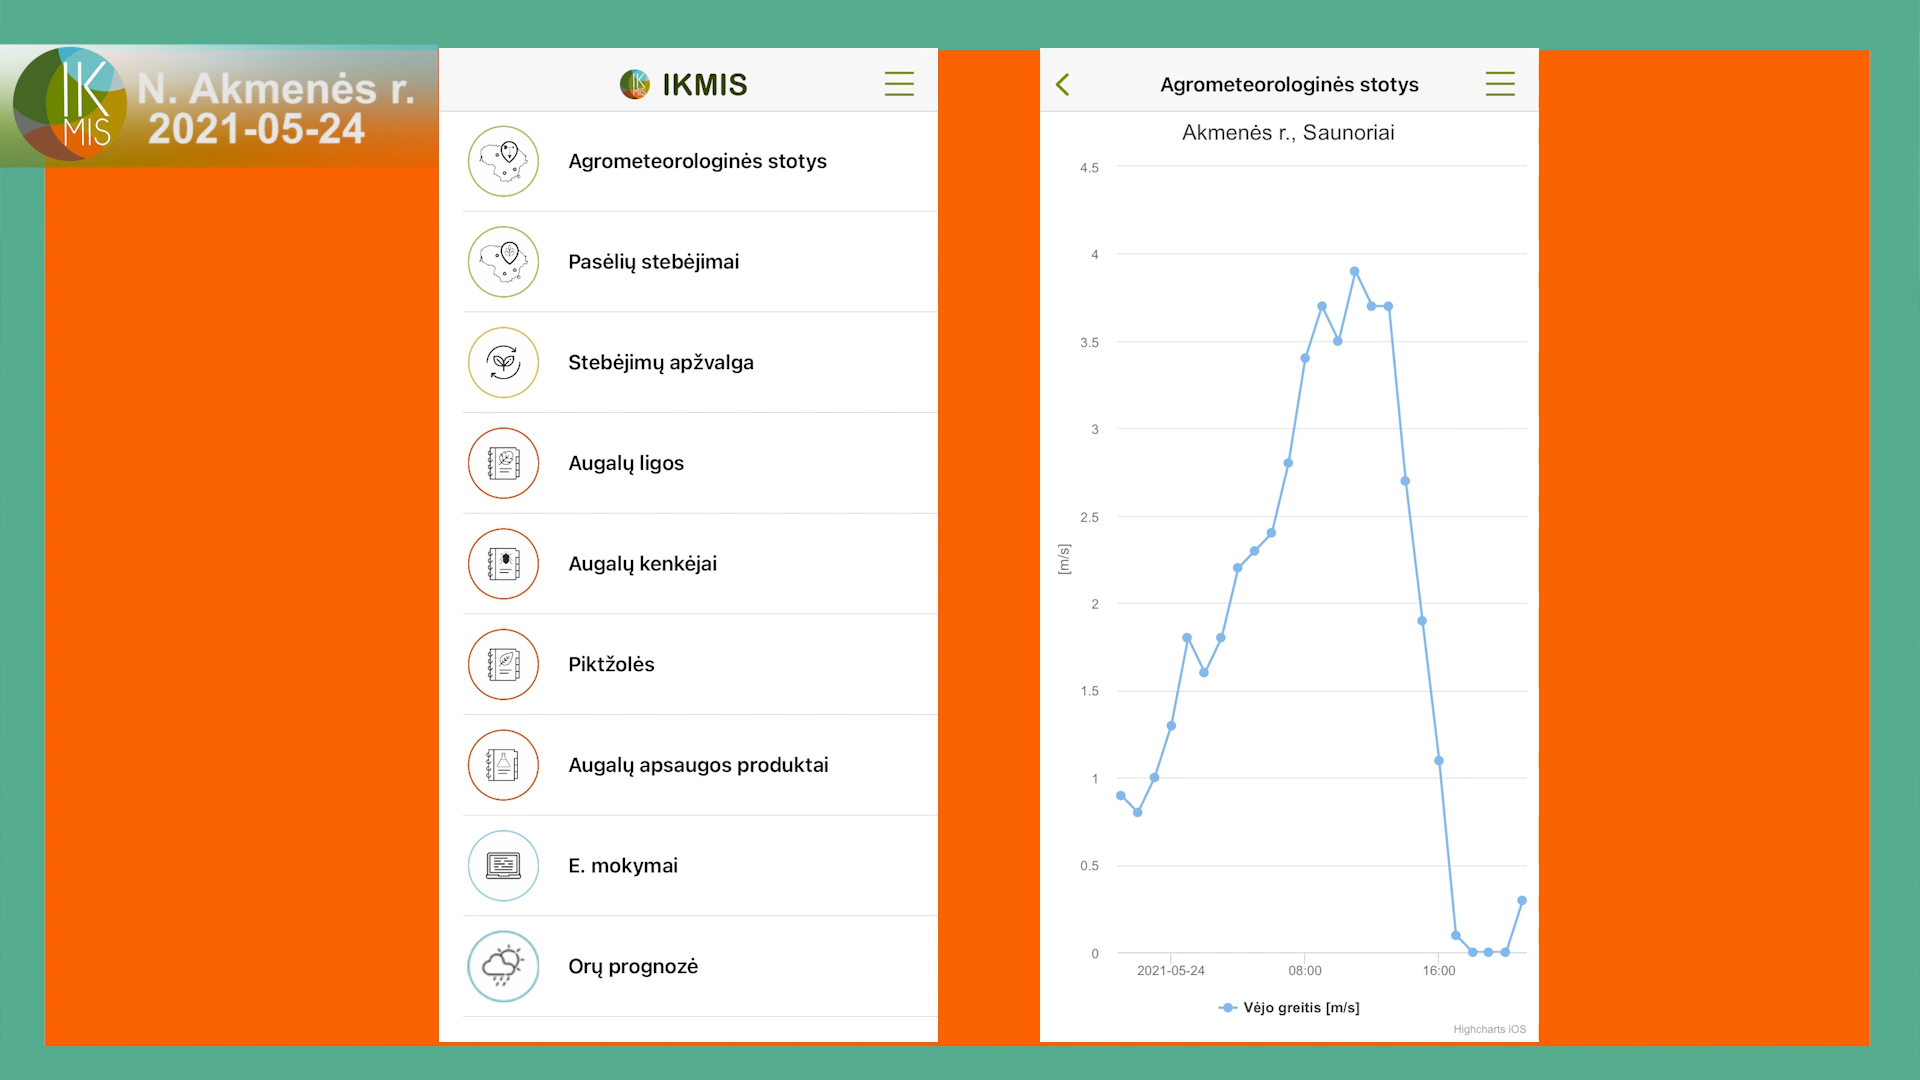 IK
MIS
N. Akmenės r.
2021-05-24
IKMIS
Agrometeorologinės stotys
Pasėlių stebėjimai
Stebėjimų apžvalga
Augalų ligos
Augalų kenkėjai
Piktžolės
Augalų apsaugos produktai
E. mokymai
Orų prognozė
Agrometeorologinės stotys
Akmenės r., Saunoriai
4.5
4
3.5
3
2.5
2
1.5
1
0.5
0
[m/s]
2021-05-24 08:00 16:00
Vėjo greitis [m/s]
Highcharts iOS